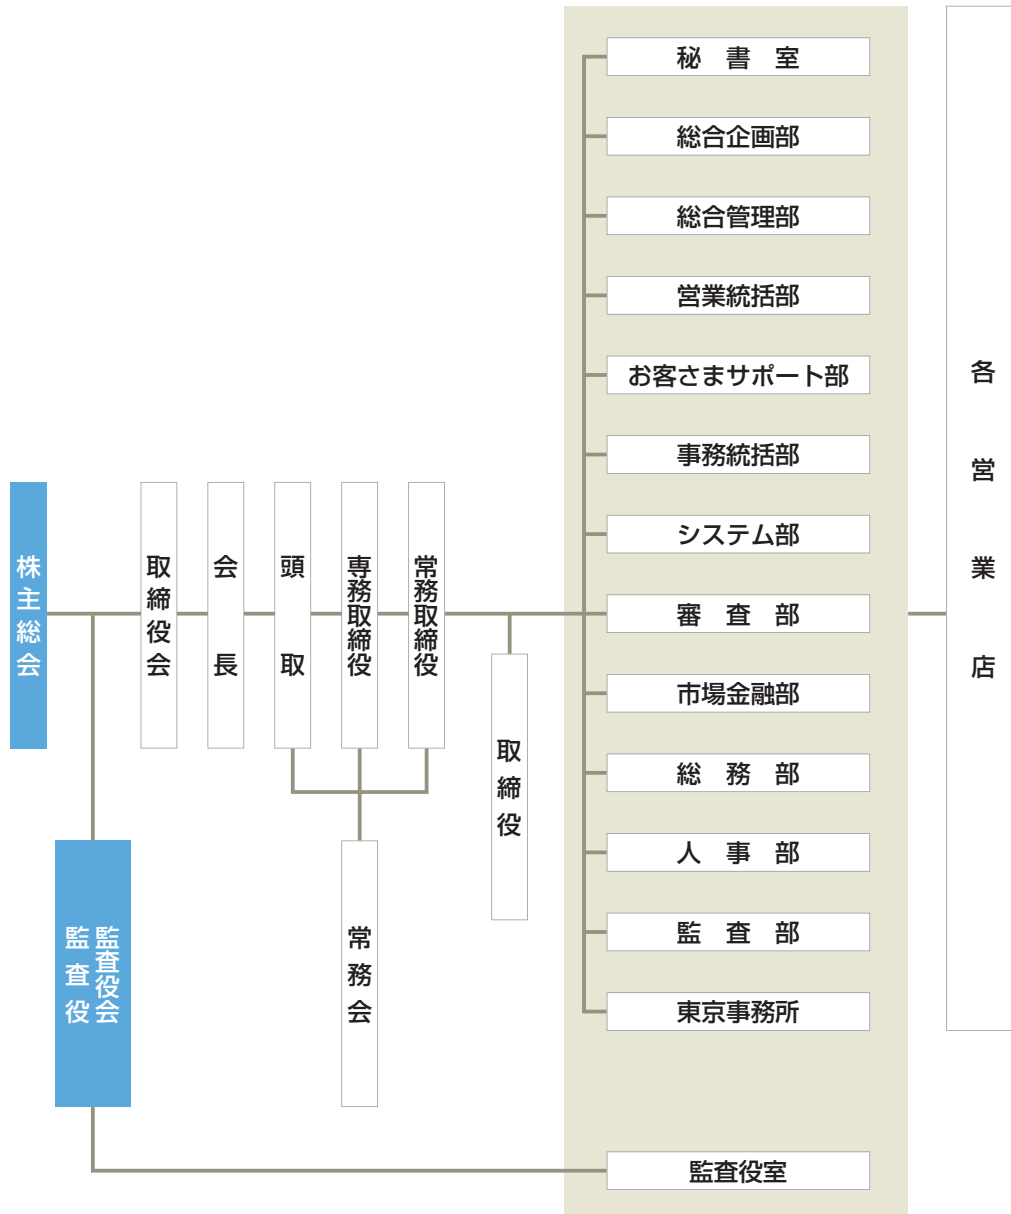 株主総会
監査役会
監査役
取締役会
会長
頭取
専務取締役
常務取締役
常務会
取締役
秘　書　室
総合企画部
総合管理部
営業統括部
お客さまサポート部
事務統括部
システム部
審　査　部
市場金融部
総　務　部
人　事　部
監　査　部
東京事務所
監査役室
各営業店